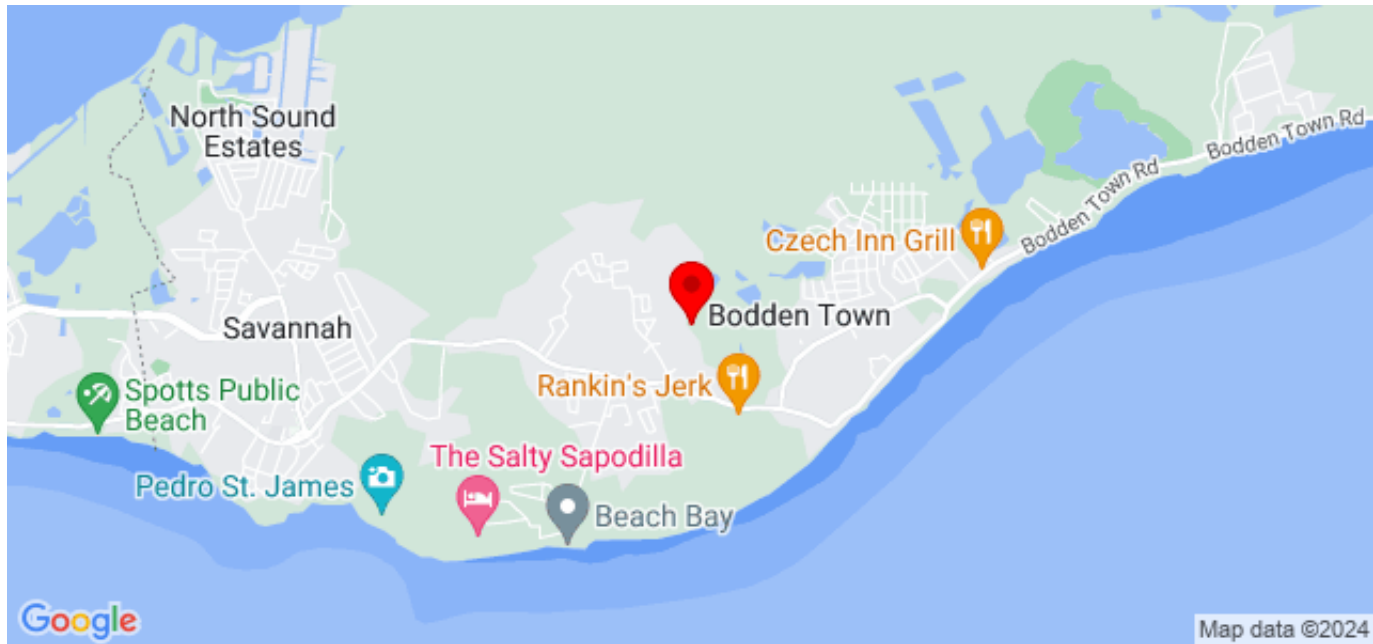 North Sound
Estates
Bodden Town Rd
Bodden Town Rd
Czech Inn Grill
Bodden Town
Savannah
Rankin's Jerk
Spotts Public
Beach
The Salty Sapodilla
Pedro St. James
Beach Bay
Google
Map data ©2024